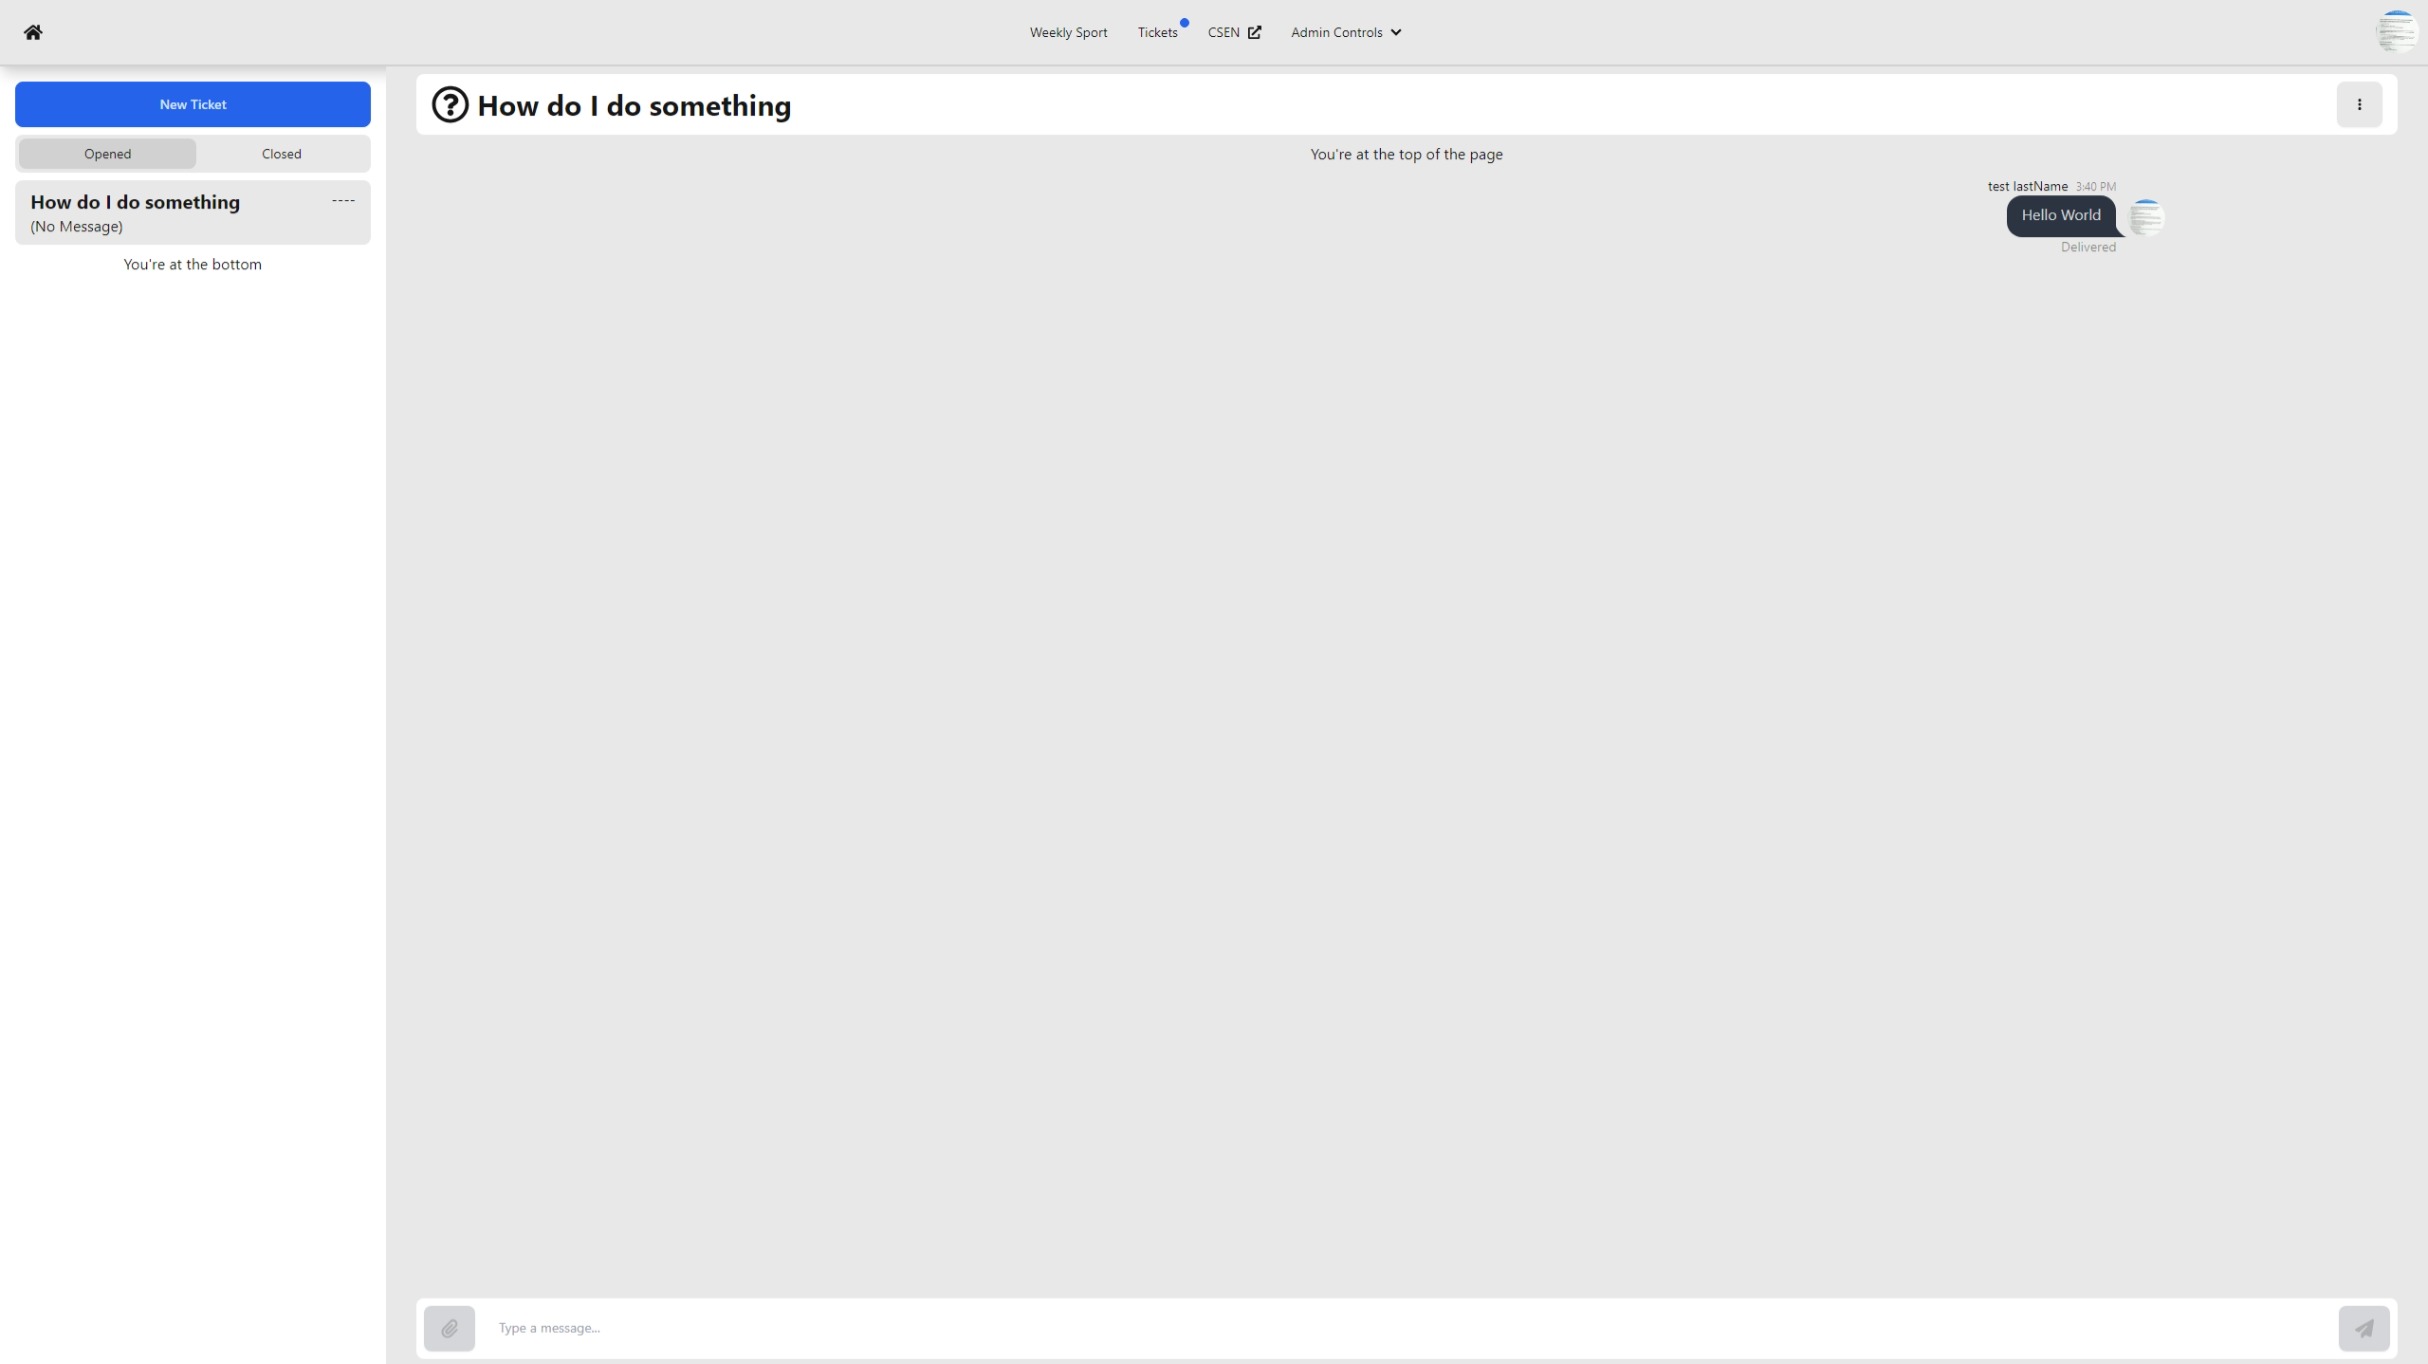 Weekly Sport
Tickets
CSEN
Admin Controls
New Ticket
Opened
Closed
How do I do something
----
(No Message)
You're at the bottom
How do I do something
You're at the top of the page
test lastName 3:40 PM
Hello World
Delivered
Type a message...